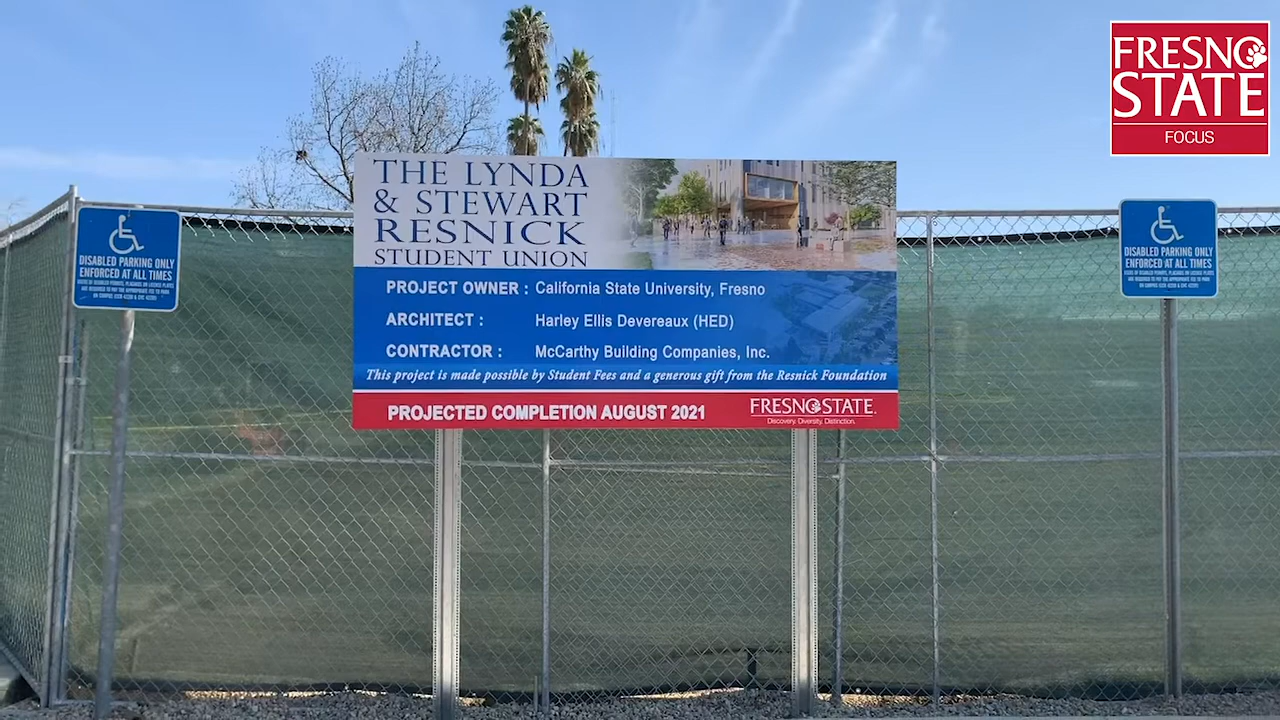 FRESNO
STATE
FOCUS
THE LYNDA
& STEWART
RESNICK
STUDENT UNION
PROJECT OWNER : California State University, Fresno
ARCHITECT : Harley Ellis Devereaux (HED)
CONTRACTOR : McCarthy Building Companies, Inc.
This project is made possible by Student Fees and a generous gift from the Resnick Foundation
PROJECTED COMPLETION AUGUST 2021
FRESNO STATE.
Discovery. Diversity. Distinction.
DISABLED PARKING ONLY
ENFORCED AT ALL TIMES
DISABLED PARKING ONLY
ENFORCED AT ALL TIMES